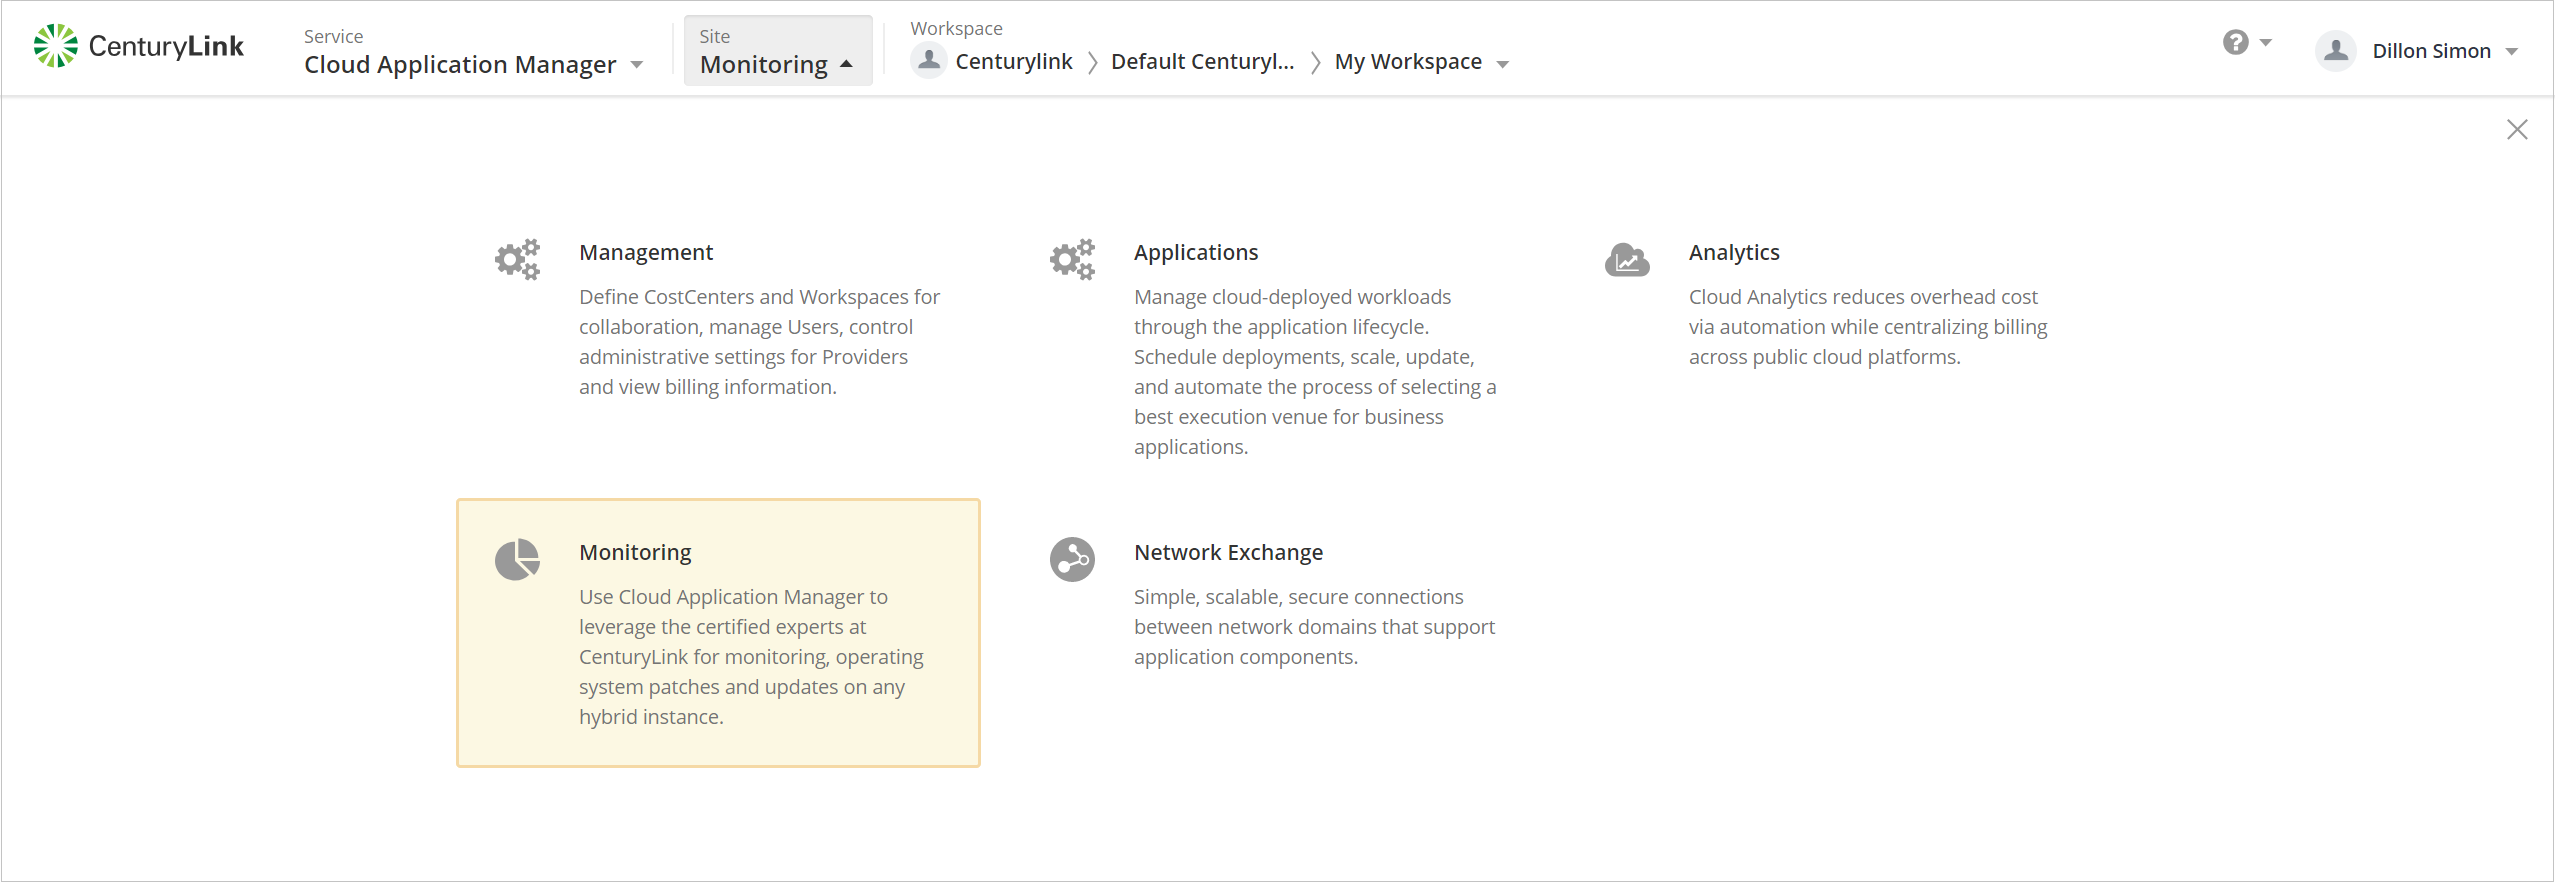 CenturyLink
Service
Cloud Application Manager
Site
Monitoring
Workspace
Centurylink
Default Centuryl...
My Workspace
?
Dillon Simon
Management
Define CostCenters and Workspaces for
collaboration, manage Users, control
administrative settings for Providers
and view billing information.
Applications
Manage cloud-deployed workloads
through the application lifecycle.
Schedule deployments, scale, update,
and automate the process of selecting a
best execution venue for business
applications.
Analytics
Cloud Analytics reduces overhead cost
via automation while centralizing billing
across public cloud platforms.
Monitoring
Use Cloud Application Manager to
leverage the certified experts at
CenturyLink for monitoring, operating
system patches and updates on any
hybrid instance.
Network Exchange
Simple, scalable, secure connections
between network domains that support
application components.